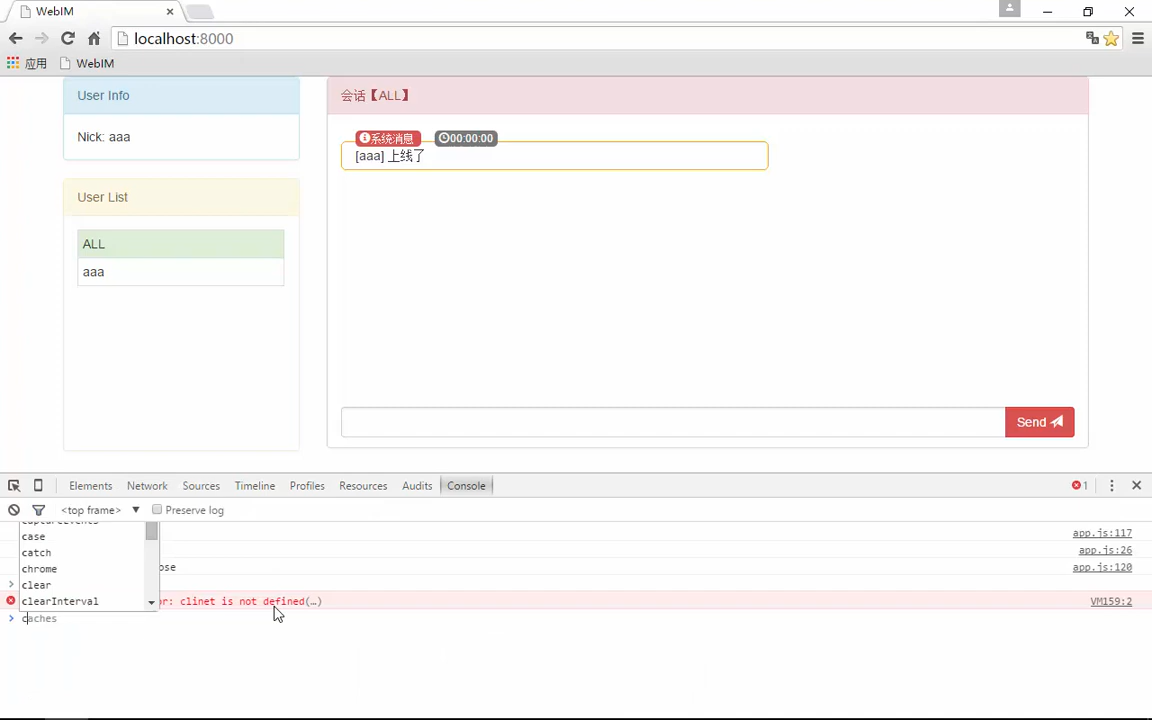 WebIM
localhost:8000
应用 WebIM
User Info
Nick: aaa
User List
ALL
aaa
会话【ALL】
系统消息 00:00:00
[aaa] 上线了
Send
Elements Network Sources Timeline Profiles Resources Audits Console 1
<top frame> Preserve log
case
catch
chrome
clear
clearInterval
app.js:117
app.js:26
ose app.js:120
or: clinet is not defined(…) VM159:2
caches